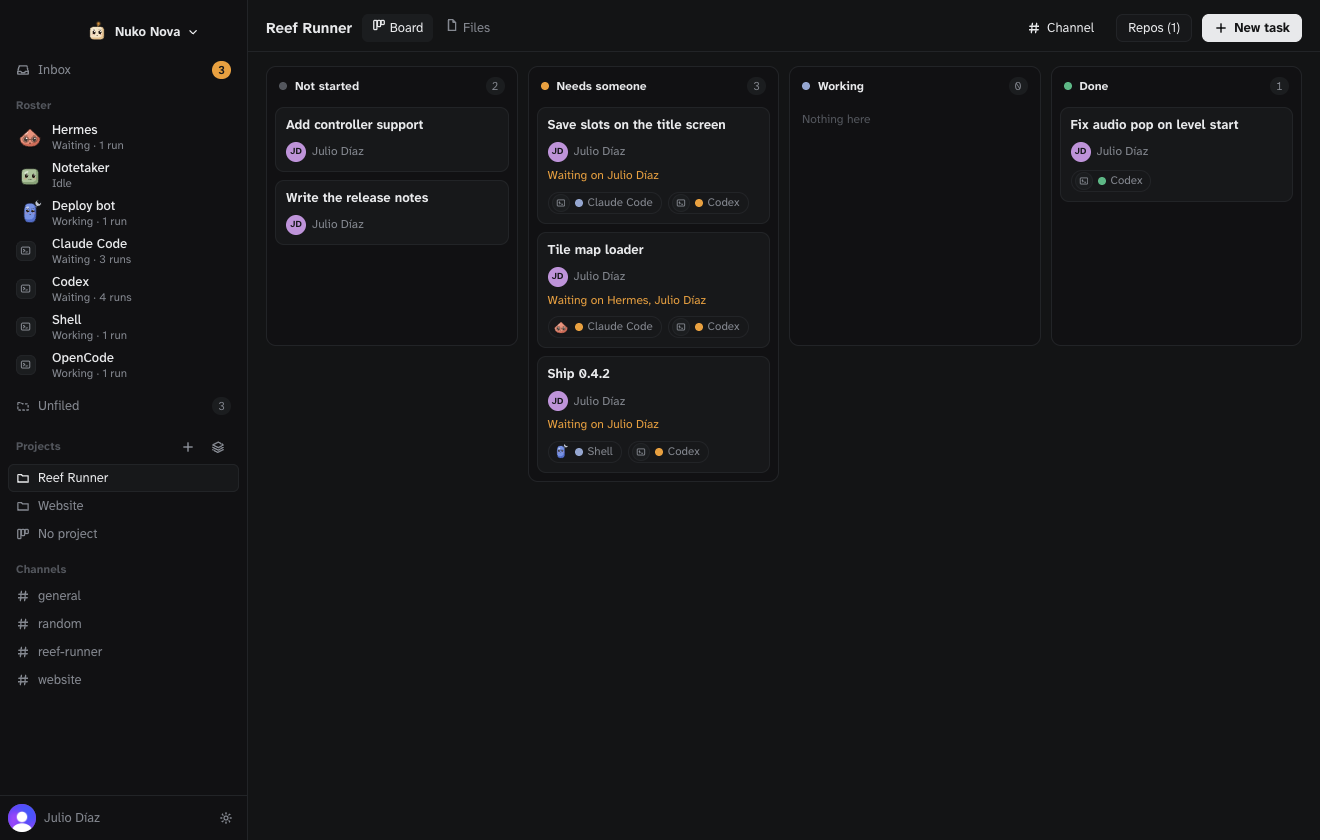 Nuko Nova
Inbox
3
Roster
Hermes
Waiting · 1 run
Notetaker
Idle
Deploy bot
Working · 1 run
Claude Code
Waiting · 3 runs
Codex
Waiting · 4 runs
Shell
Working · 1 run
OpenCode
Working · 1 run
Unfiled
3
Projects
Reef Runner
Website
No project
Channels
general
random
reef-runner
website
Julio Díaz
Reef Runner
Board
Files
Channel
Repos (1)
New task
Not started
2
Add controller support
JD Julio Díaz
Write the release notes
JD Julio Díaz
Needs someone
3
Save slots on the title screen
JD Julio Díaz
Waiting on Julio Díaz
Claude Code
Codex
Tile map loader
JD Julio Díaz
Waiting on Hermes, Julio Díaz
Claude Code
Codex
Ship 0.4.2
JD Julio Díaz
Waiting on Julio Díaz
Shell
Codex
Working
0
Nothing here
Done
1
Fix audio pop on level start
JD Julio Díaz
Codex